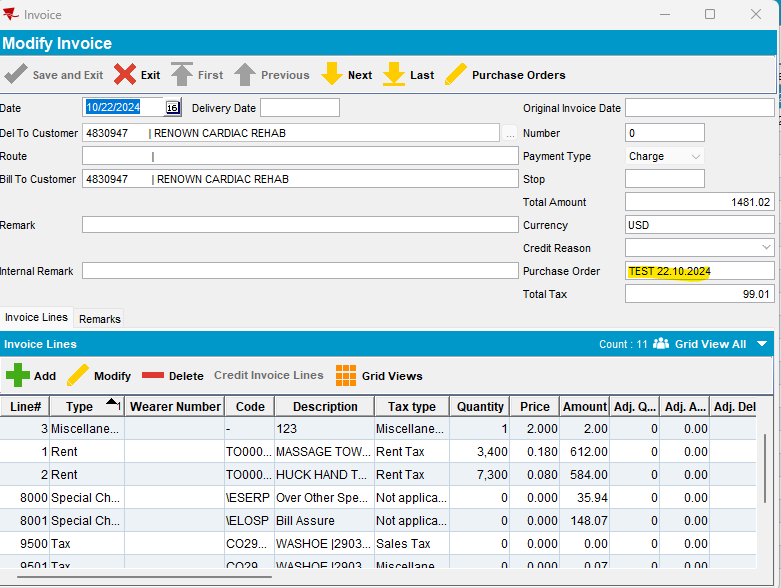 Invoice
Modify Invoice
Save and Exit Exit First Previous Next Last Purchase Orders
Date 10/22/2024 16 Delivery Date Original Invoice Date
Del To Customer 4830947 | RENOWN CARDIAC REHAB ... Number 0
Route | Payment Type Charge
Bill To Customer 4830947 | RENOWN CARDIAC REHAB Stop
Total Amount 1481.02
Remark Currency USD
Credit Reason
Internal Remark Purchase Order TEST 22.10.2024
Total Tax 99.01
Invoice Lines Remarks
Invoice Lines Count : 11 Grid View All
Add Modify Delete Credit Invoice Lines Grid Views
Line# Type 1 Wearer Number Code Description Tax type Quantity Price Amount Adj. Q... Adj. A... Adj. Del
3 Miscellane... - 123 Miscellane... 1 2.000 2.00 0 0.00
1 Rent TO000... MASSAGE TOW... Rent Tax 3,400 0.180 612.00 0 0.00
2 Rent TO000... HUCK HAND T... Rent Tax 7,300 0.080 584.00 0 0.00
8000 Special Ch... \ESERP Over Other Spe... Not applica... 0 0.000 35.94 0 0.00
8001 Special Ch... \ELOSP Bill Assure Not applica... 0 0.000 148.07 0 0.00
9500 Tax CO29... WASHOE |2903... Sales Tax 0 0.000 0.00 0 0.00
9501 Tax CO29... WASHOE |2903... Miscellane... 0 0.000 0.07 0 0.00